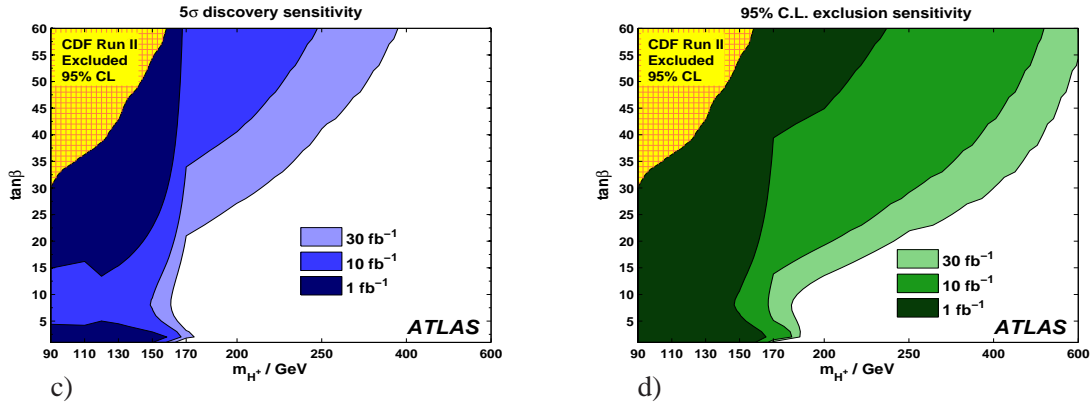 5σ discovery sensitivity
60
55
50
45
40
35
30
25
20
15
10
5
tanβ
CDF Run II
Excluded
95% CL
30 fb⁻¹
10 fb⁻¹
1 fb⁻¹
ATLAS
90 110 130 150 170 200 250 400 600
m_H⁺ / GeV
c)
95% C.L. exclusion sensitivity
60
55
50
45
40
35
30
25
20
15
10
5
tanβ
CDF Run II
Excluded
95% CL
30 fb⁻¹
10 fb⁻¹
1 fb⁻¹
ATLAS
90 110 130 150 170 200 250 400 600
m_H⁺ / GeV
d)